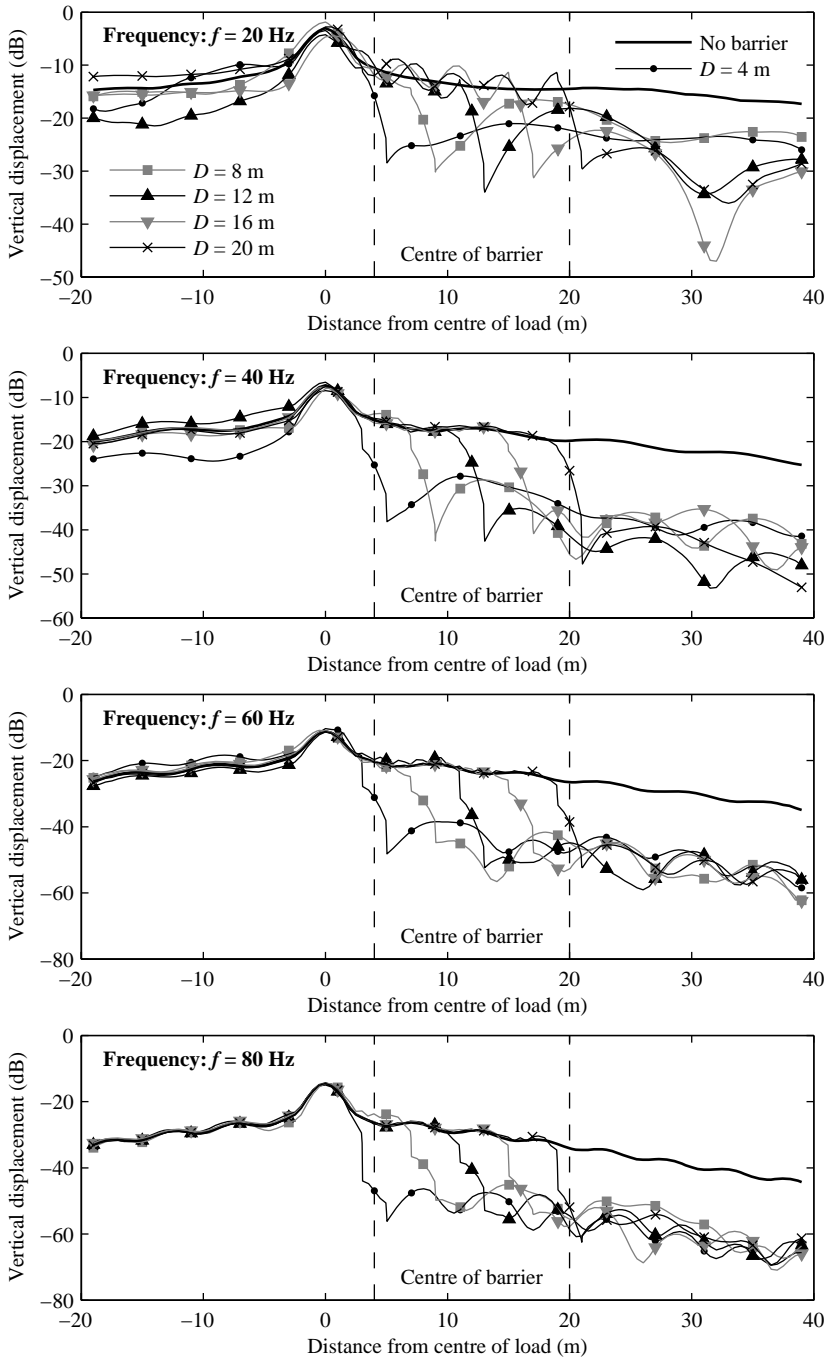 Frequency: f = 20 Hz
No barrier
D = 4 m
D = 8 m
D = 12 m
D = 16 m
D = 20 m
Centre of barrier
Vertical displacement (dB)
0
−10
−20
−30
−40
−50
−20
−10
0
10
20
30
40
Distance from centre of load (m)
Frequency: f = 40 Hz
Centre of barrier
Vertical displacement (dB)
0
−10
−20
−30
−40
−50
−60
−20
−10
0
10
20
30
40
Distance from centre of load (m)
Frequency: f = 60 Hz
Centre of barrier
Vertical displacement (dB)
0
−20
−40
−60
−80
−20
−10
0
10
20
30
40
Distance from centre of load (m)
Frequency: f = 80 Hz
Centre of barrier
Vertical displacement (dB)
0
−20
−40
−60
−80
−20
−10
0
10
20
30
40
Distance from centre of load (m)